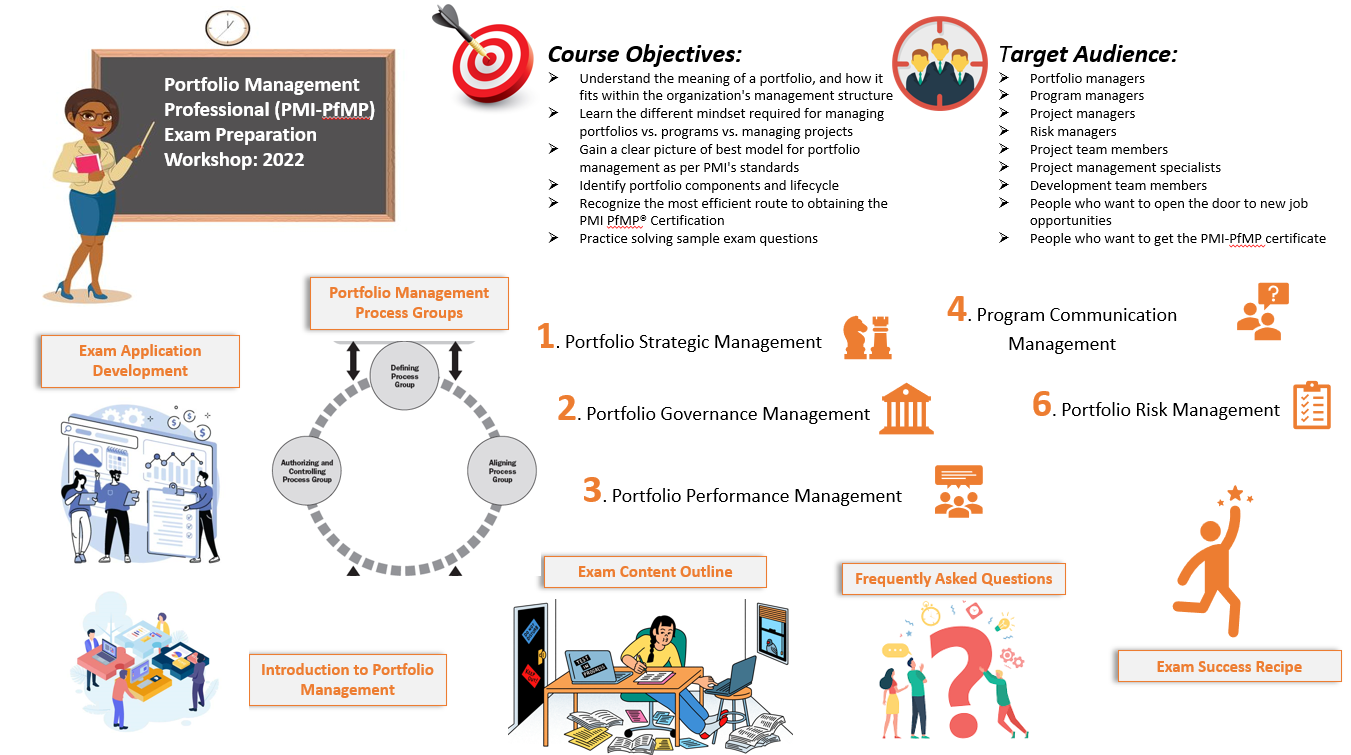 Portfolio Management
Professional (PMI-PfMP)
Exam Preparation
Workshop: 2022
Course Objectives:
➢ Understand the meaning of a portfolio, and how it
fits within the organization's management structure
➢ Learn the different mindset required for managing
portfolios vs. programs vs. managing projects
➢ Gain a clear picture of best model for portfolio
management as per PMI's standards
➢ Identify portfolio components and lifecycle
➢ Recognize the most efficient route to obtaining the
PMI PfMP® Certification
➢ Practice solving sample exam questions
Target Audience:
➢ Portfolio managers
➢ Program managers
➢ Project managers
➢ Risk managers
➢ Project team members
➢ Project management specialists
➢ Development team members
➢ People who want to open the door to new job
opportunities
➢ People who want to get the PMI-PfMP certificate
Exam Application
Development
Portfolio Management
Process Groups
Defining
Process
Group
Authorizing and
Controlling
Process Group
Aligning
Process
Group
1. Portfolio Strategic Management
2. Portfolio Governance Management
3. Portfolio Performance Management
4. Program Communication
Management
6. Portfolio Risk Management
Introduction to Portfolio
Management
Exam Content Outline
TEST
IN
PROGRESS
Frequently Asked Questions
Exam Success Recipe